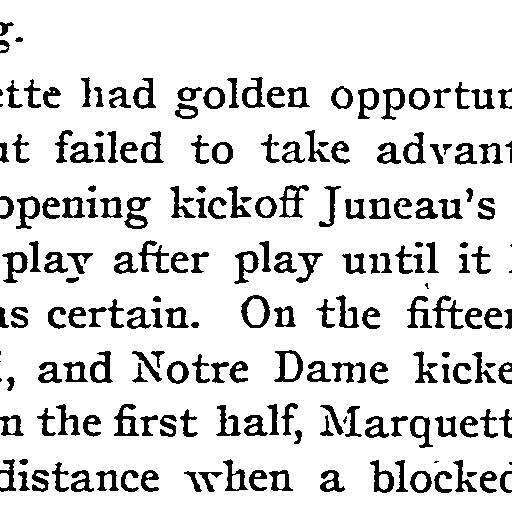 g.
ette had golden opportun
ut failed to take advant
opening kickoff Juneau's
play after play until it
as certain. On the fifteen
, and Notre Dame kicke
n the first half, Marquett
distance when a blocked